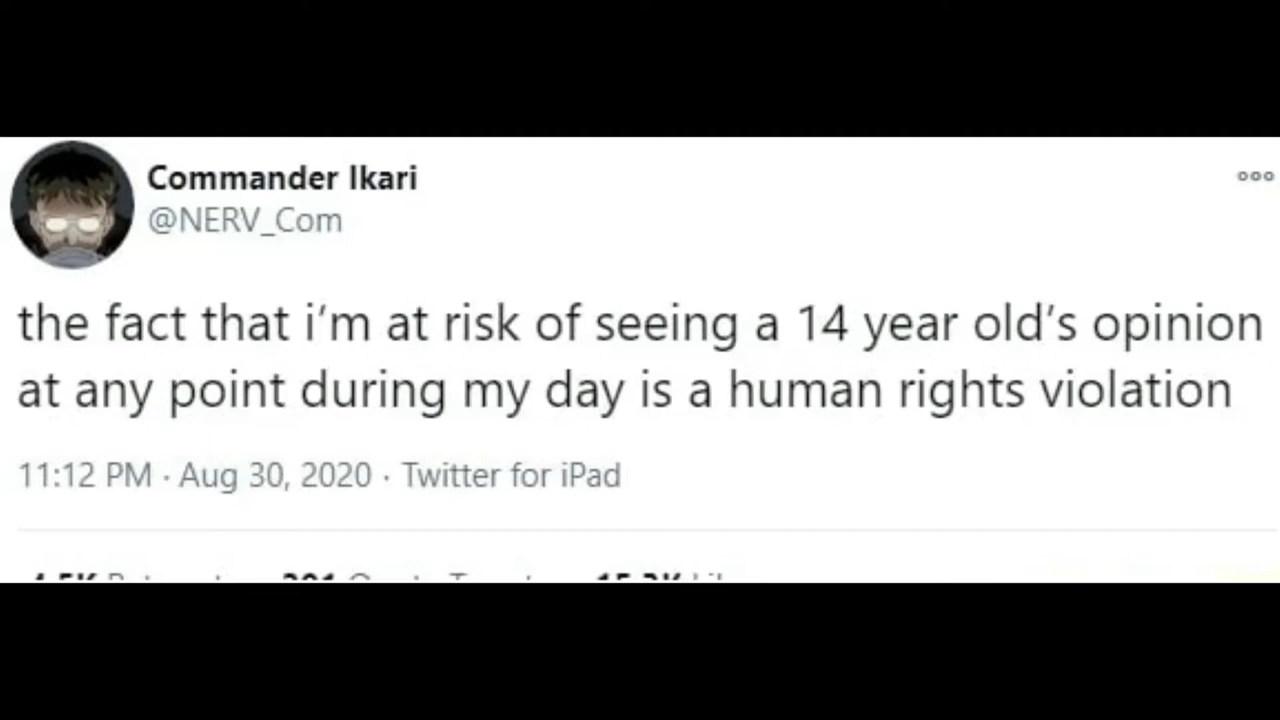 Commander Ikari
@NERV_Com
the fact that i’m at risk of seeing a 14 year old’s opinion
at any point during my day is a human rights violation
11:12 PM · Aug 30, 2020 · Twitter for iPad